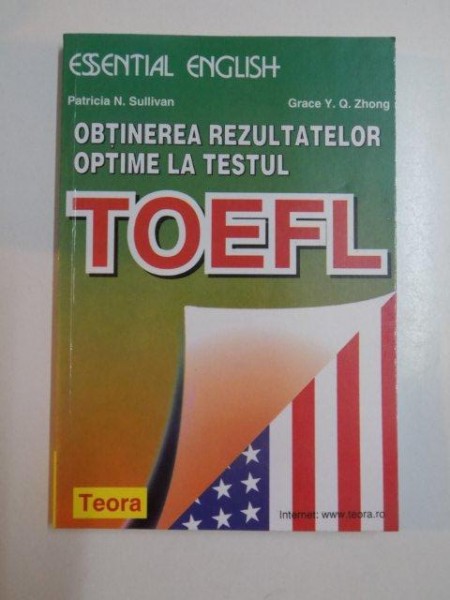 ESSENTIAL ENGLISH
Patricia N. Sullivan Grace Y. Q. Zhong
OBȚINEREA REZULTATELOR
OPTIME LA TESTUL
TOEFL
Teora
Internet: www.teora.ro